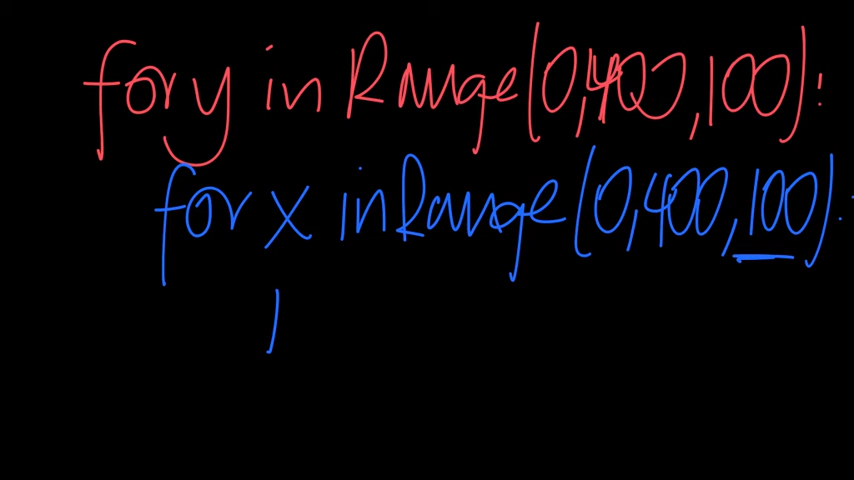 for y in Range(0,400,100):
for x in Range(0,400,100):